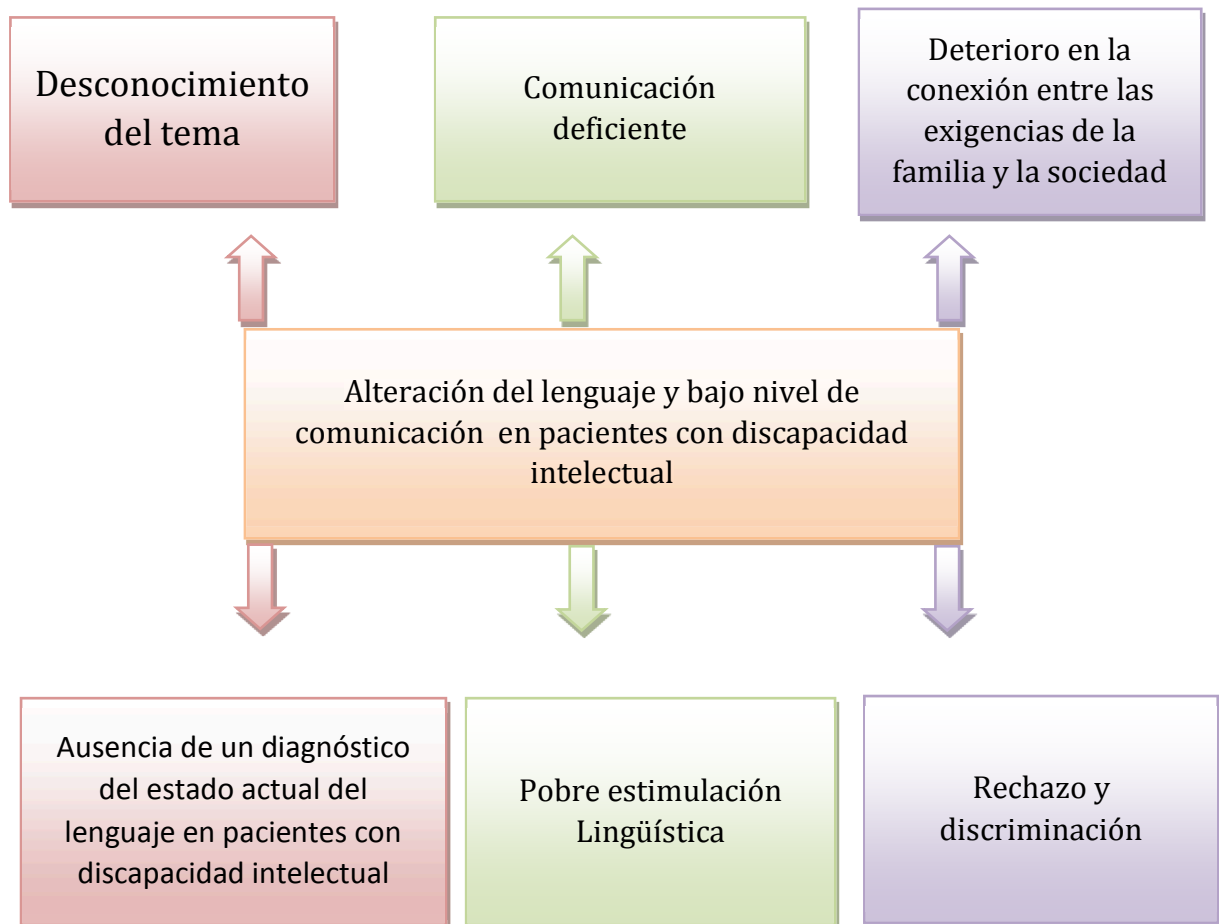 Desconocimiento
del tema
Comunicación
deficiente
Deterioro en la
conexión entre las
exigencias de la
familia y la sociedad
Alteración del lenguaje y bajo nivel de
comunicación en pacientes con discapacidad
intelectual
Ausencia de un diagnóstico
del estado actual del
lenguaje en pacientes con
discapacidad intelectual
Pobre estimulación
Lingüística
Rechazo y
discriminación